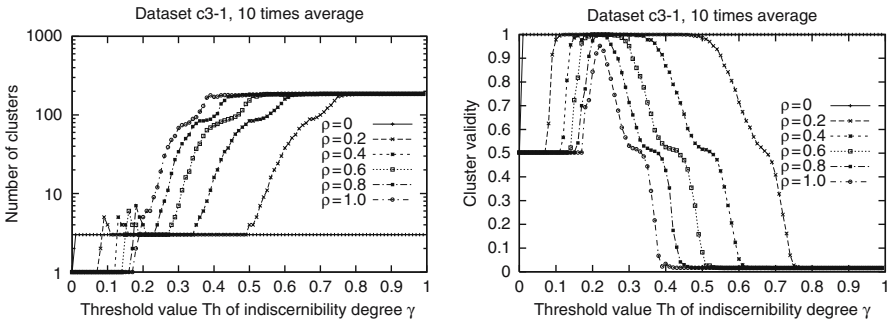 Dataset c3-1, 10 times average
Number of clusters
1000
100
10
1
ρ=0
ρ=0.2
ρ=0.4
ρ=0.6
ρ=0.8
ρ=1.0
0 0.1 0.2 0.3 0.4 0.5 0.6 0.7 0.8 0.9 1
Threshold value Th of indiscernibility degree γ
Dataset c3-1, 10 times average
Cluster validity
1
0.9
0.8
0.7
0.6
0.5
0.4
0.3
0.2
0.1
0
ρ=0
ρ=0.2
ρ=0.4
ρ=0.6
ρ=0.8
ρ=1.0
0 0.1 0.2 0.3 0.4 0.5 0.6 0.7 0.8 0.9 1
Threshold value Th of indiscernibility degree γ